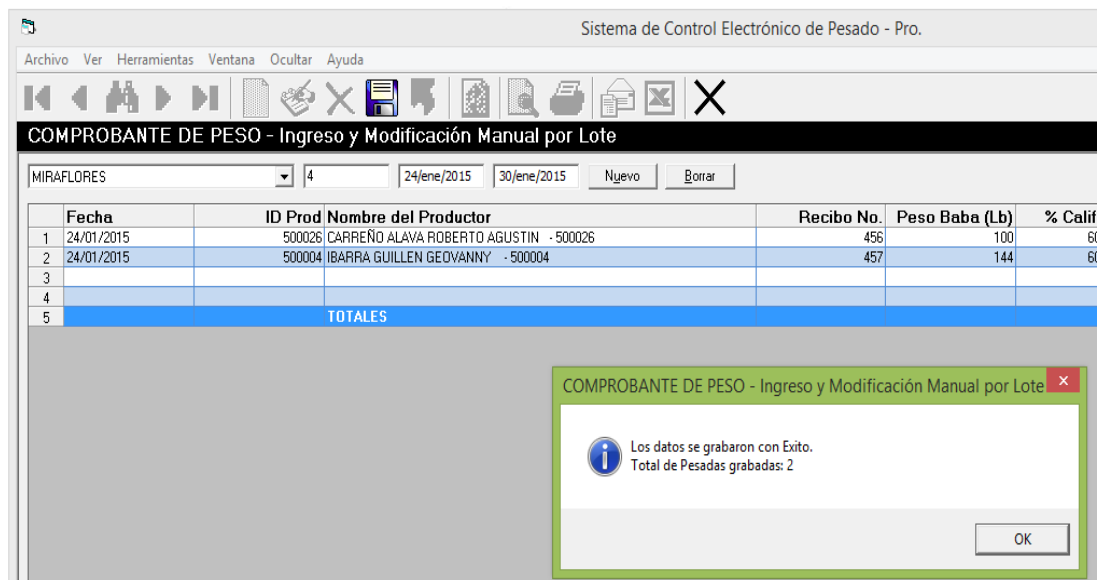 Sistema de Control Electrónico de Pesado - Pro.
Archivo Ver Herramientas Ventana Ocultar Ayuda
COMPROBANTE DE PESO - Ingreso y Modificación Manual por Lote
MIRAFLORES 4 24/ene/2015 30/ene/2015 Nuevo Borrar
Fecha ID Prod Nombre del Productor Recibo No. Peso Baba (Lb) % Calif
1 24/01/2015 500026 CARREÑO ALAVA ROBERTO AGUSTIN - 500026 456 100 60
2 24/01/2015 500004 IBARRA GUILLEN GEOVANNY - 500004 457 144 60
3
4
5 TOTALES
COMPROBANTE DE PESO - Ingreso y Modificación Manual por Lote
Los datos se grabaron con Exito.
Total de Pesadas grabadas: 2
OK